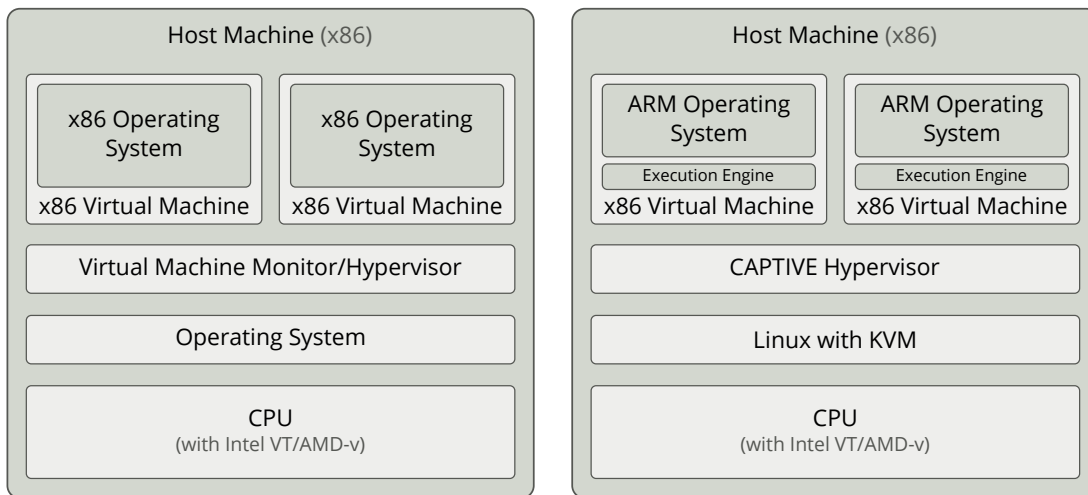 Host Machine (x86)
x86 Operating
System
x86 Virtual Machine
x86 Operating
System
x86 Virtual Machine
Virtual Machine Monitor/Hypervisor
Operating System
CPU
(with Intel VT/AMD-v)
Host Machine (x86)
ARM Operating
System
Execution Engine
x86 Virtual Machine
ARM Operating
System
Execution Engine
x86 Virtual Machine
CAPTIVE Hypervisor
Linux with KVM
CPU
(with Intel VT/AMD-v)